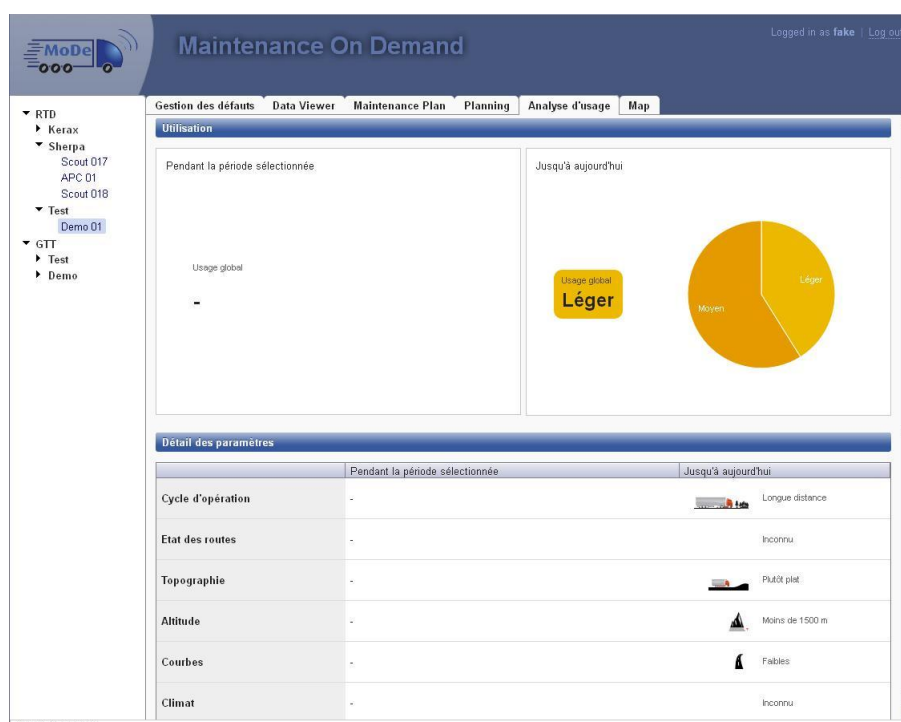 MoDe
Maintenance On Demand
Logged in as fake | Log ou
Gestion des défauts Data Viewer Maintenance Plan Planning Analyse d'usage Map
RTD
Kerax
Sherpa
Scout 017
APC 01
Scout 018
Test
Demo 01
GTT
Test
Demo
Utilisation
Pendant la période sélectionnée
Usage global
-
Jusqu'à aujourd'hui
Usage global
Léger
Léger
Moyen
Détail des paramètres
Pendant la période sélectionnée Jusqu'à aujourd'hui
Cycle d'opération - Longue distance
Etat des routes - Inconnu
Topographie - Plutôt plat
Altitude - Moins de 1500 m
Courbes - Faibles
Climat - Inconnu